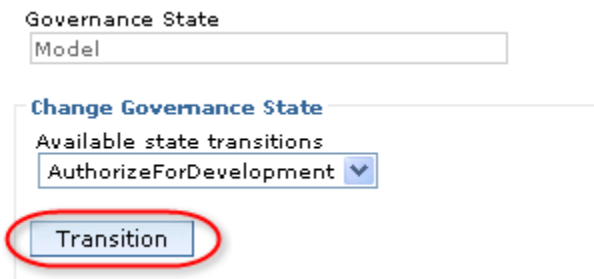 Governance State
Model
Change Governance State
Available state transitions
AuthorizeForDevelopment
Transition